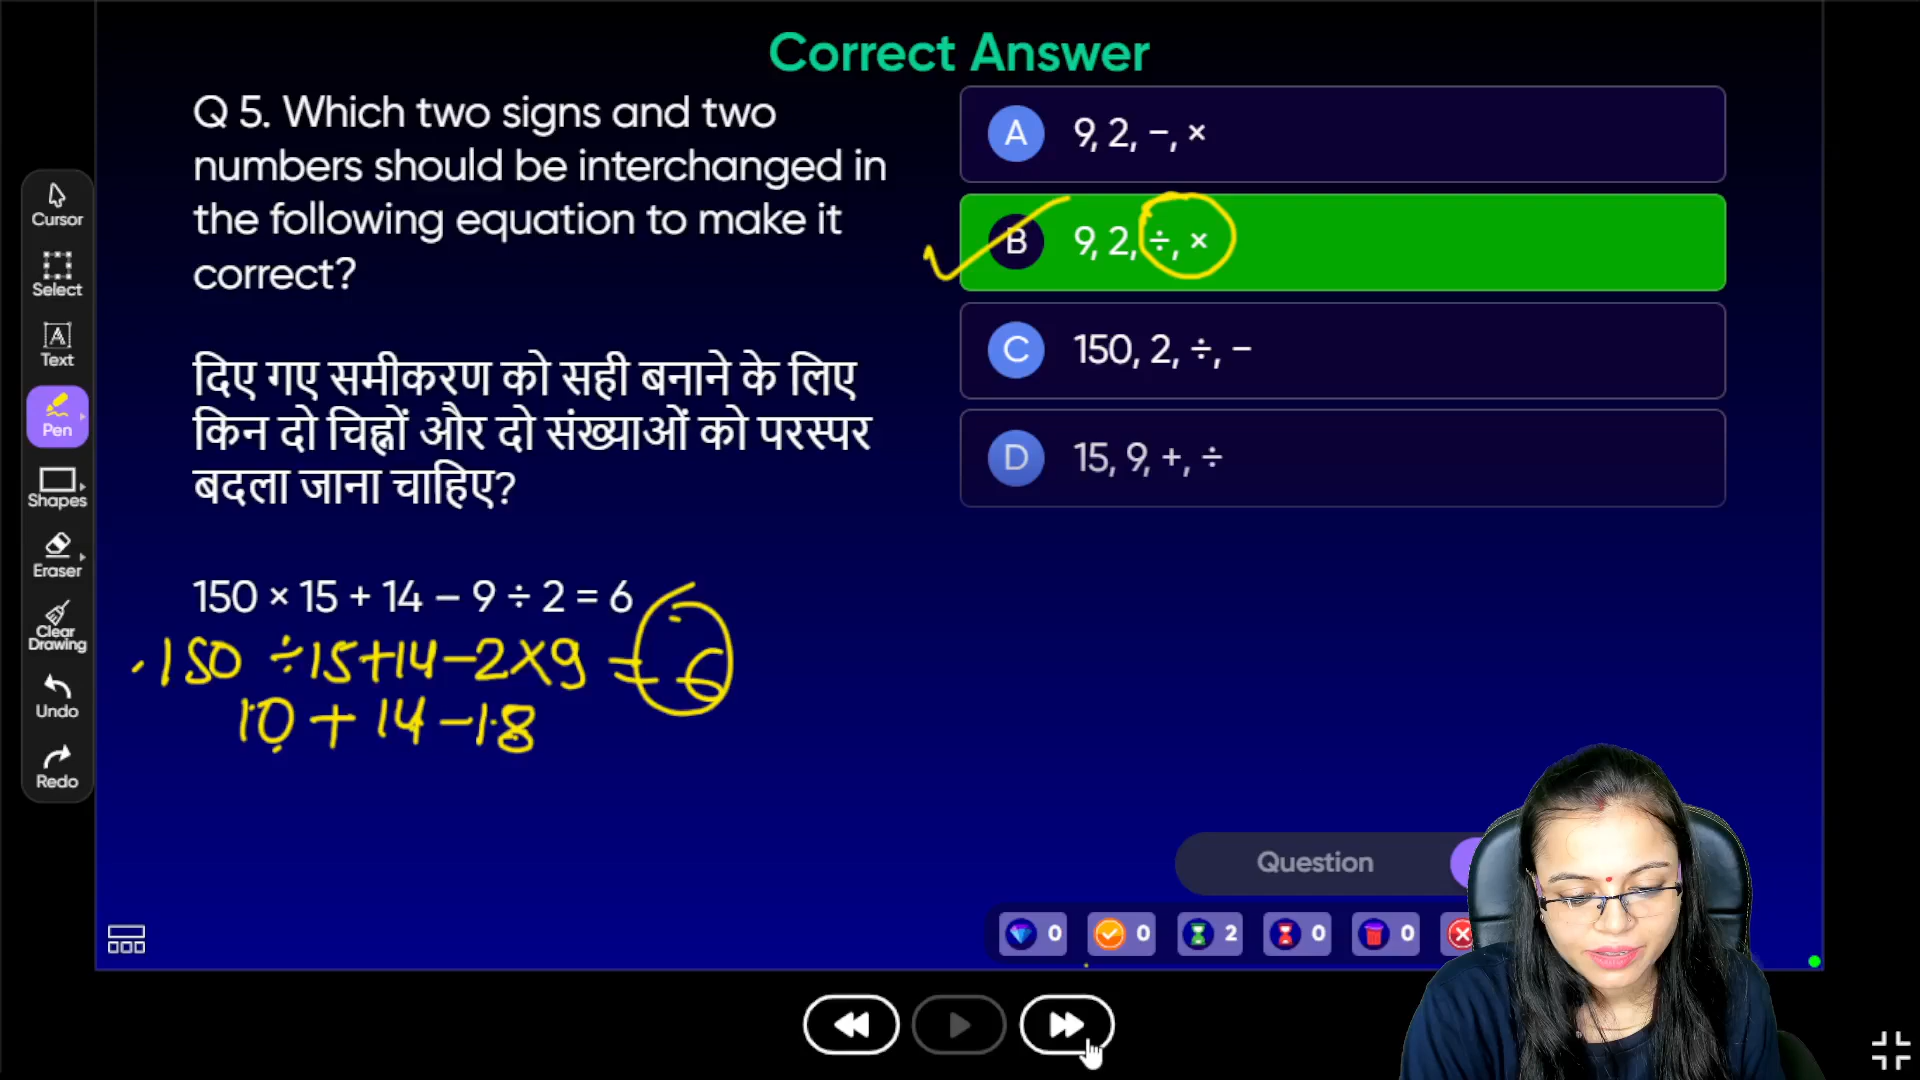 Correct Answer
Q 5. Which two signs and two
numbers should be interchanged in
the following equation to make it
correct?
दिए गए समीकरण को सही बनाने के लिए
किन दो चिह्नों और दो संख्याओं को परस्पर
बदला जाना चाहिए?
150 × 15 + 14 – 9 ÷ 2 = 6
150 ÷15+14-2×9 = 6
10 + 14 -18
A 9, 2, –, ×
B 9, 2, ÷, ×
C 150, 2, ÷, –
D 15, 9, +, ÷
Cursor
Select
Text
Pen
Shapes
Eraser
Clear
Drawing
Undo
Redo
Question
0 0 2 0 0